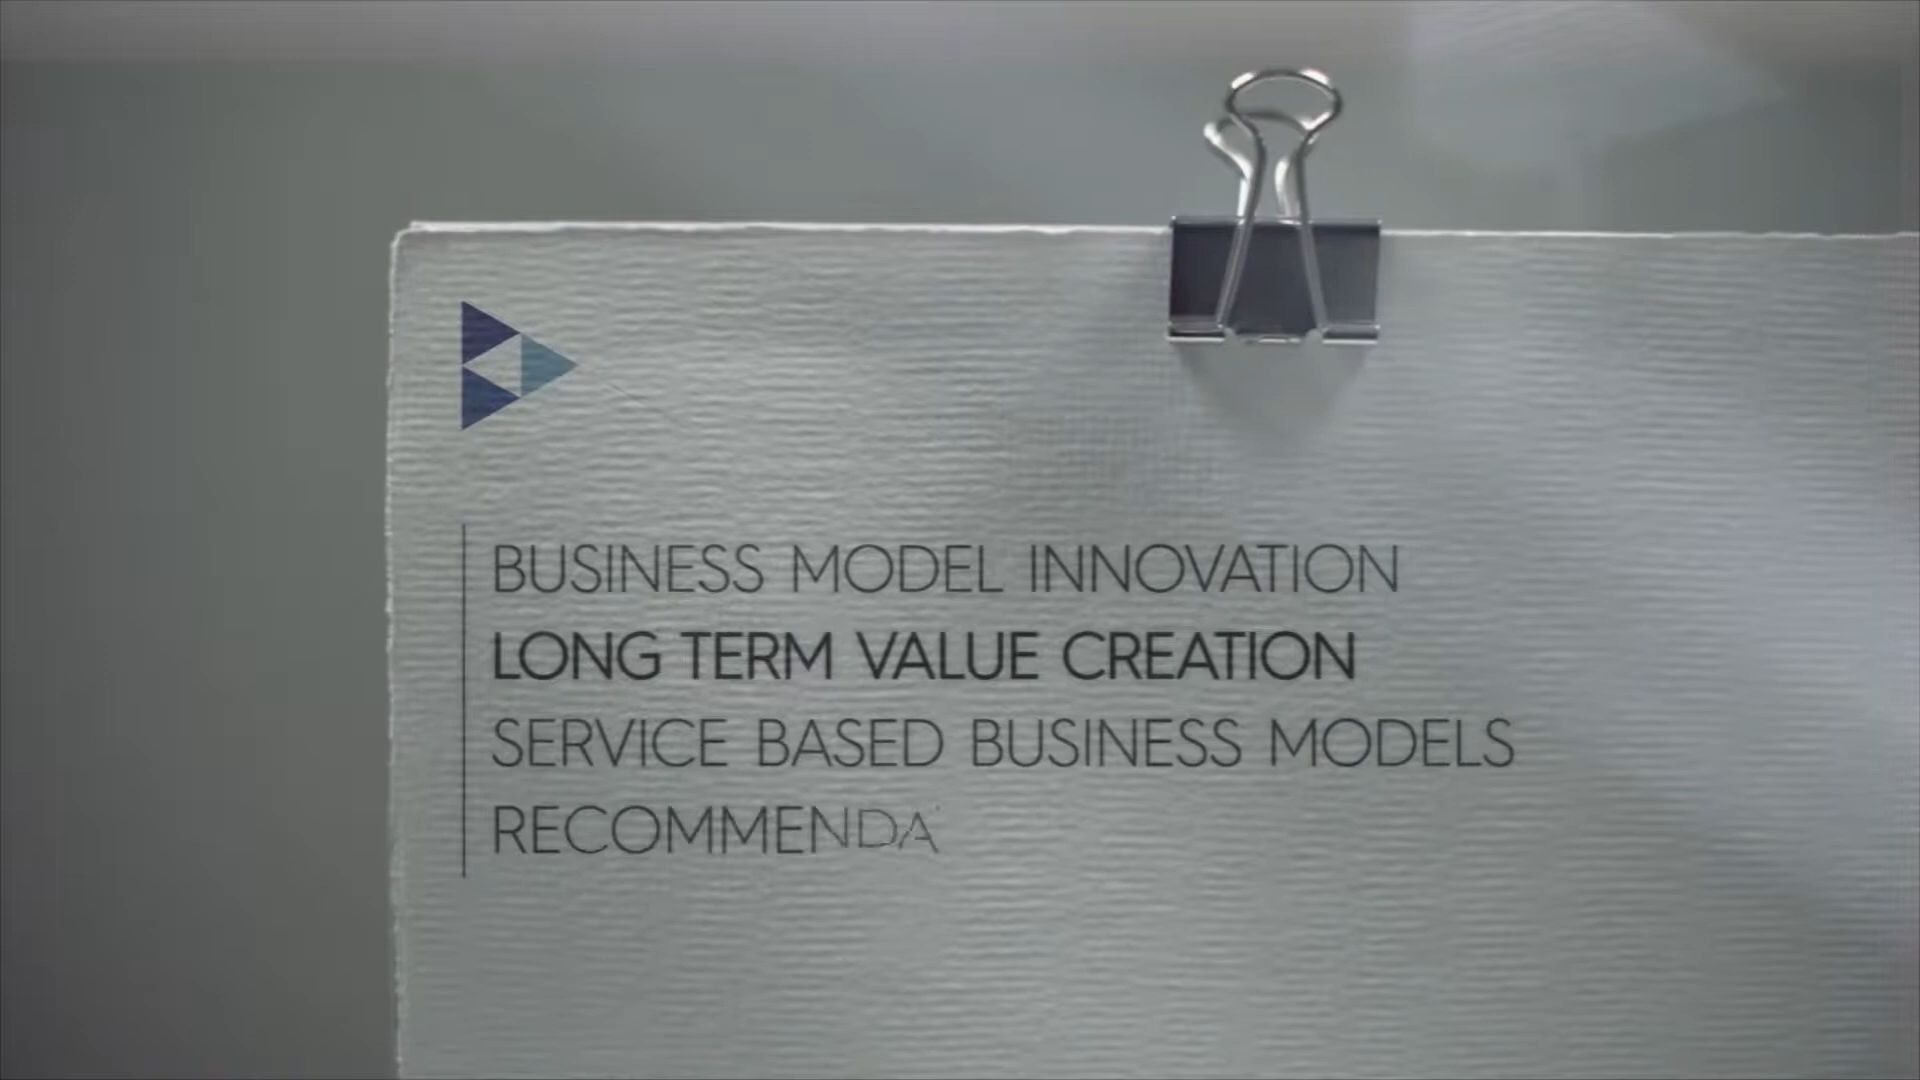 BUSINESS MODEL INNOVATION
LONG TERM VALUE CREATION
SERVICE BASED BUSINESS MODELS
RECOMMENDA